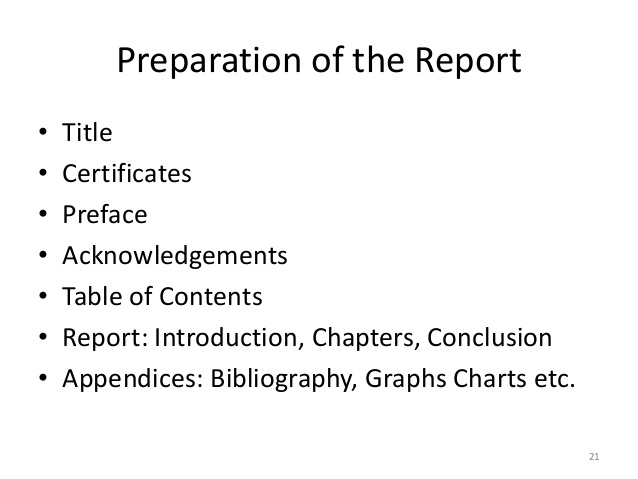 Preparation of the Report
• Title
• Certificates
• Preface
• Acknowledgements
• Table of Contents
• Report: Introduction, Chapters, Conclusion
• Appendices: Bibliography, Graphs Charts etc.
21